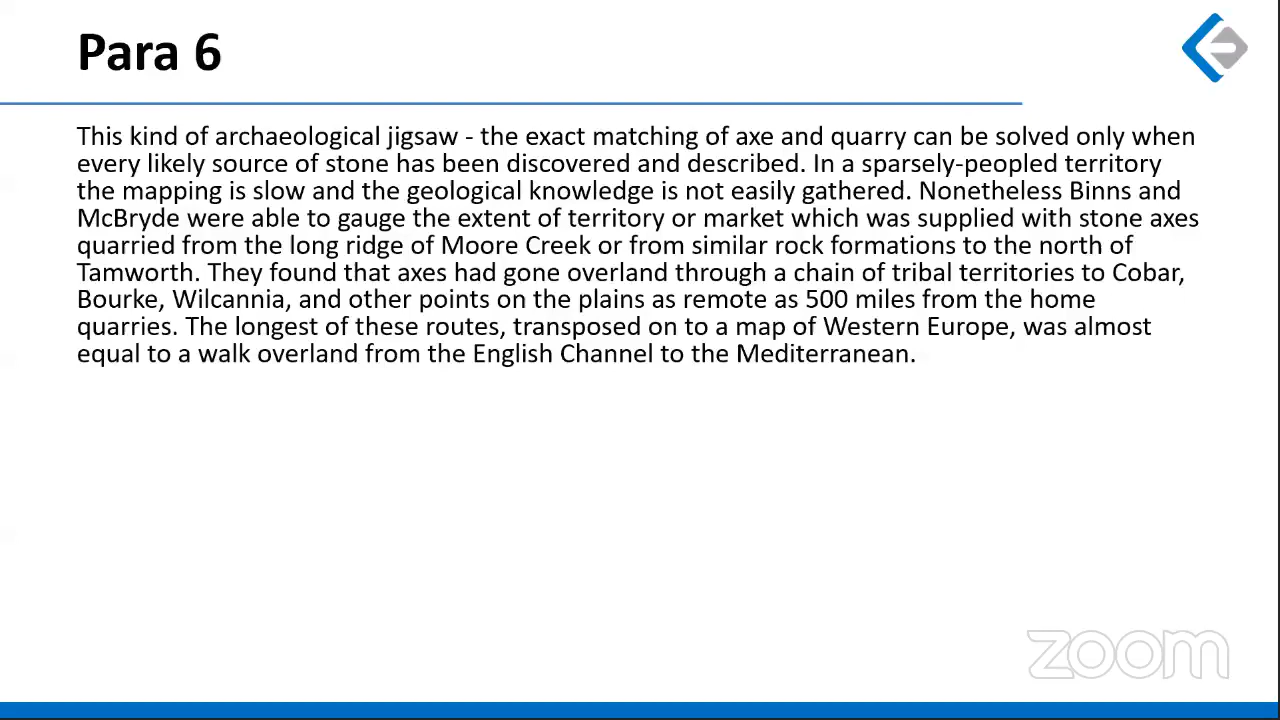 Para 6
This kind of archaeological jigsaw - the exact matching of axe and quarry can be solved only when
every likely source of stone has been discovered and described. In a sparsely-peopled territory
the mapping is slow and the geological knowledge is not easily gathered. Nonetheless Binns and
McBryde were able to gauge the extent of territory or market which was supplied with stone axes
quarried from the long ridge of Moore Creek or from similar rock formations to the north of
Tamworth. They found that axes had gone overland through a chain of tribal territories to Cobar,
Bourke, Wilcannia, and other points on the plains as remote as 500 miles from the home
quarries. The longest of these routes, transposed on to a map of Western Europe, was almost
equal to a walk overland from the English Channel to the Mediterranean.
zoom